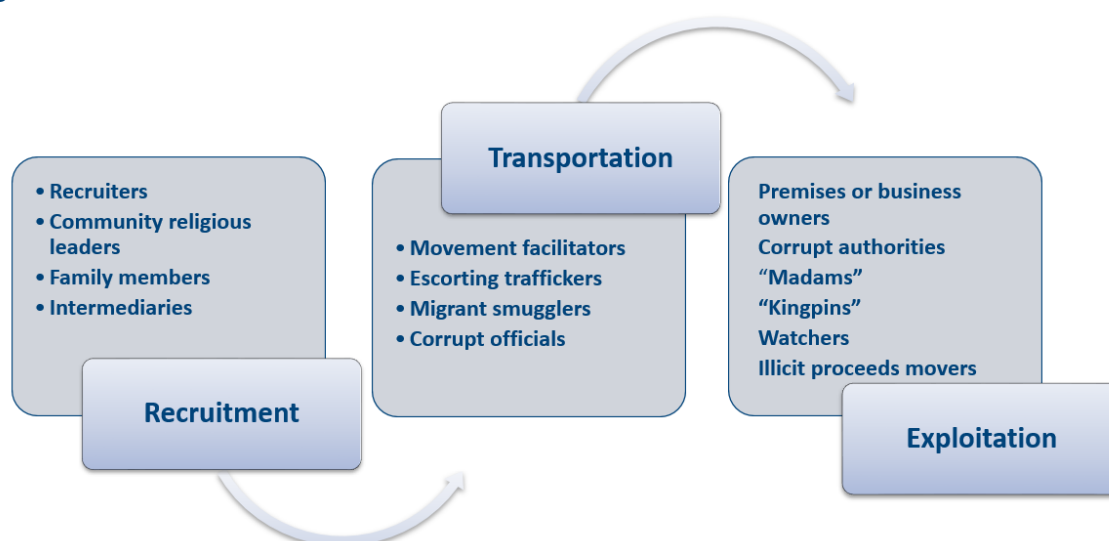 • Recruiters
• Community religious
leaders
• Family members
• Intermediaries
Recruitment
Transportation
• Movement facilitators
• Escorting traffickers
• Migrant smugglers
• Corrupt officials
Premises or business
owners
Corrupt authorities
“Madams”
“Kingpins”
Watchers
Illicit proceeds movers
Exploitation